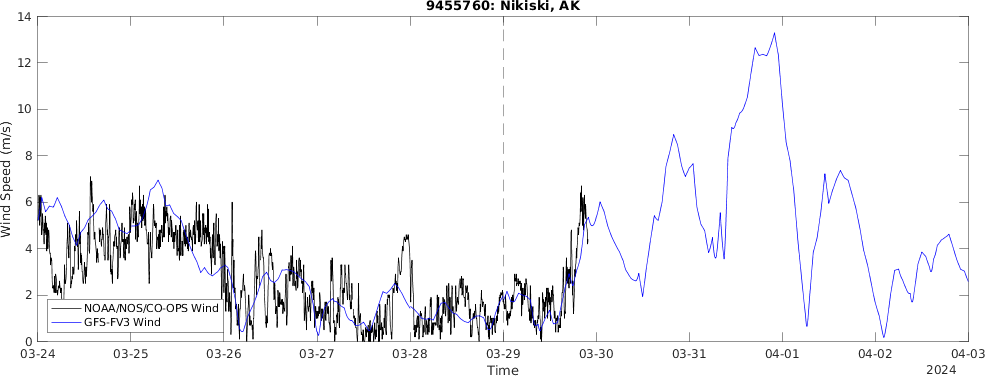 9455760: Nikiski, AK
14
12
10
8
6
4
2
0
Wind Speed (m/s)
NOAA/NOS/CO-OPS Wind
GFS-FV3 Wind
03-24 03-25 03-26 03-27 03-28 03-29 03-30 03-31 04-01 04-02 04-03
Time
2024